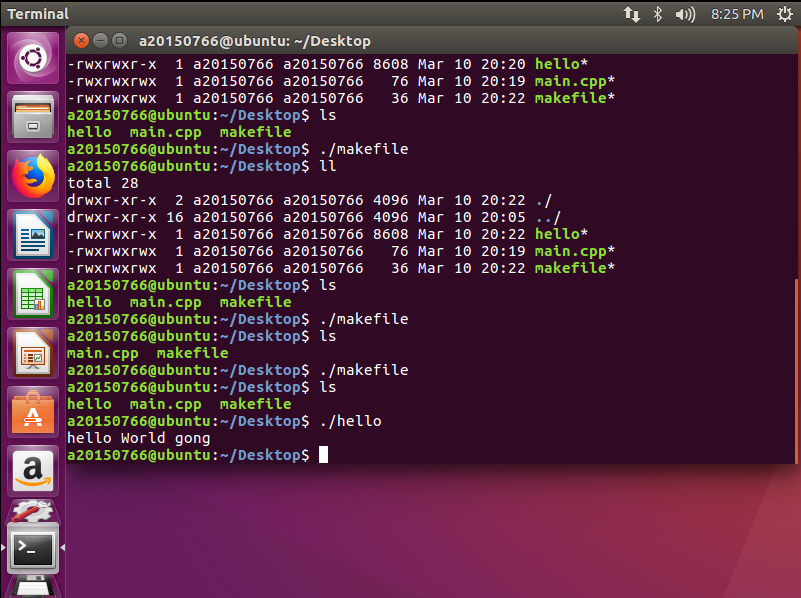 Terminal
8:25 PM
a20150766@ubuntu: ~/Desktop
-rwxrwxr-x  1 a20150766 a20150766 8608 Mar 10 20:20 hello*
-rwxrwxrwx  1 a20150766 a20150766   76 Mar 10 20:19 main.cpp*
-rwxrwxrwx  1 a20150766 a20150766   36 Mar 10 20:22 makefile*
a20150766@ubuntu:~/Desktop$ ls
hello  main.cpp  makefile
a20150766@ubuntu:~/Desktop$ ./makefile
a20150766@ubuntu:~/Desktop$ ll
total 28
drwxr-xr-x  2 a20150766 a20150766 4096 Mar 10 20:22 ./
drwxr-xr-x 16 a20150766 a20150766 4096 Mar 10 20:05 ../
-rwxrwxr-x  1 a20150766 a20150766 8608 Mar 10 20:22 hello*
-rwxrwxrwx  1 a20150766 a20150766   76 Mar 10 20:19 main.cpp*
-rwxrwxrwx  1 a20150766 a20150766   36 Mar 10 20:22 makefile*
a20150766@ubuntu:~/Desktop$ ls
hello  main.cpp  makefile
a20150766@ubuntu:~/Desktop$ ./makefile
a20150766@ubuntu:~/Desktop$ ls
main.cpp  makefile
a20150766@ubuntu:~/Desktop$ ./makefile
a20150766@ubuntu:~/Desktop$ ls
hello  main.cpp  makefile
a20150766@ubuntu:~/Desktop$ ./hello
hello World gong
a20150766@ubuntu:~/Desktop$